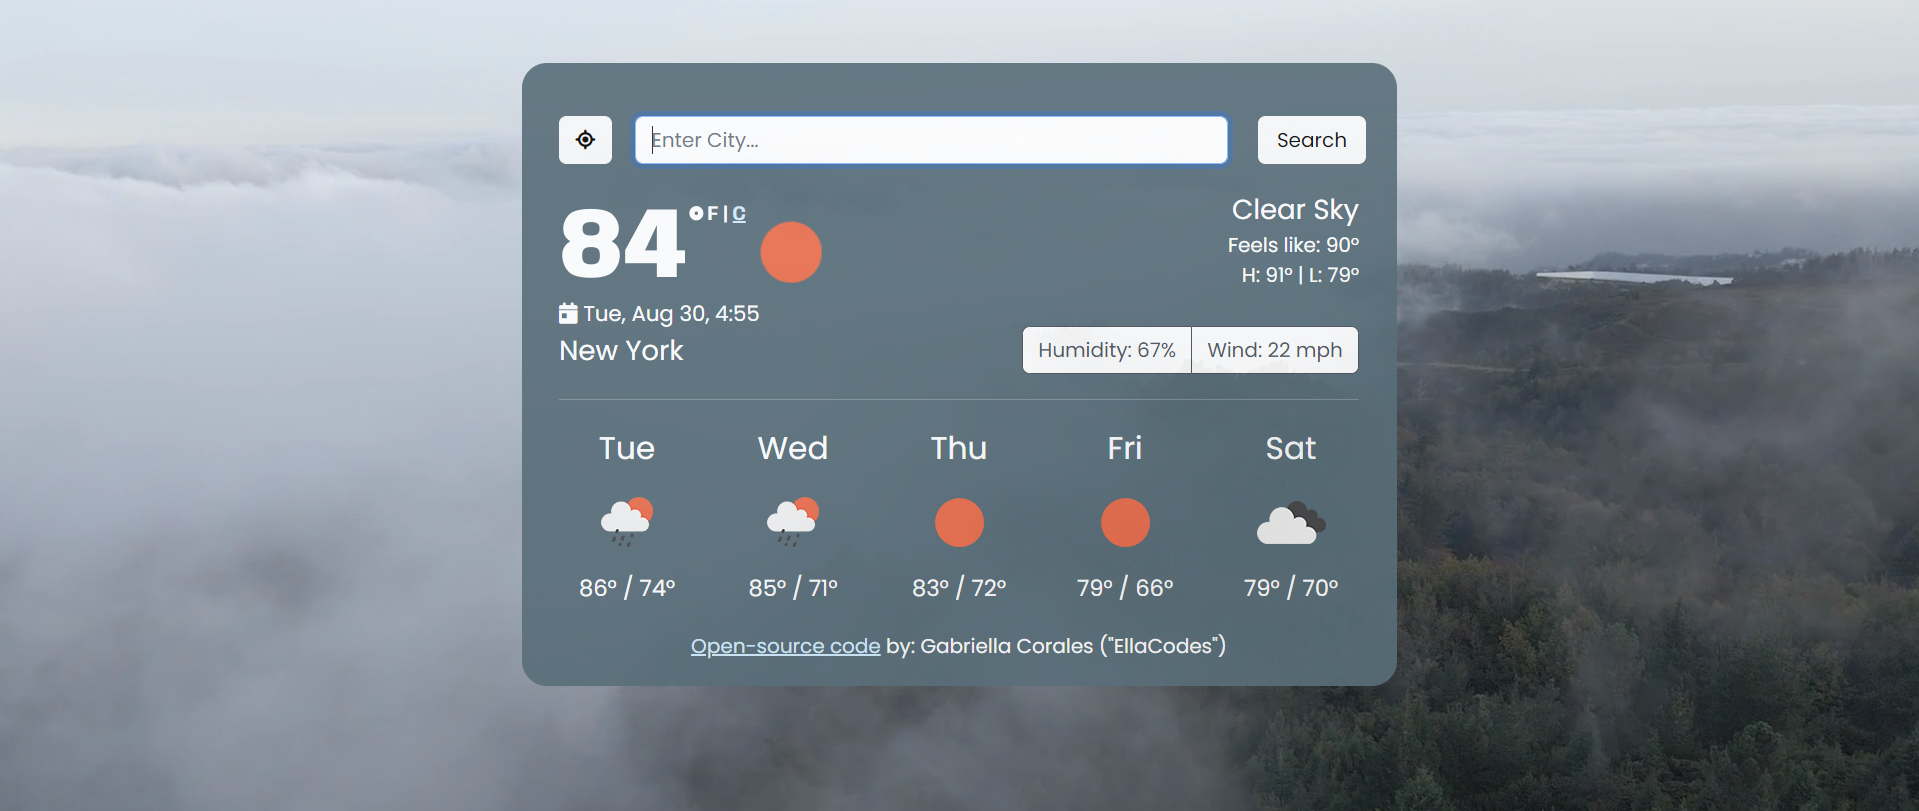 Enter City...
Search
84 °F | C
Clear Sky
Feels like: 90°
H: 91° | L: 79°
Tue, Aug 30, 4:55
New York
Humidity: 67%
Wind: 22 mph
Tue Wed Thu Fri Sat
86° / 74° 85° / 71° 83° / 72° 79° / 66° 79° / 70°
Open-source code by: Gabriella Corales ("EllaCodes")